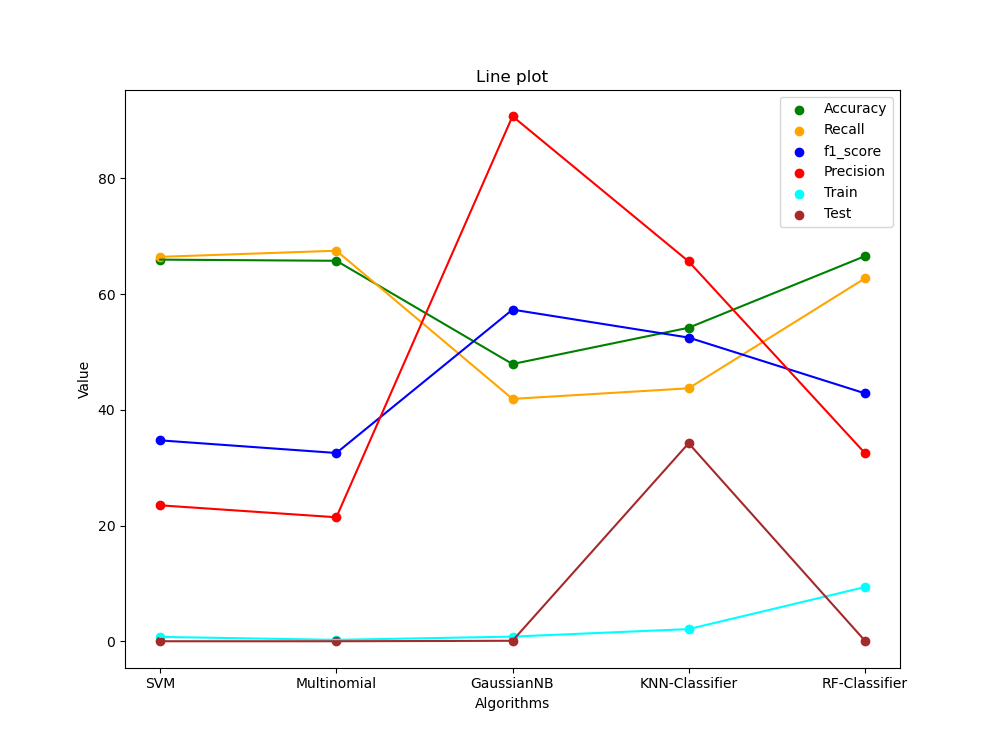 Line plot
Accuracy
Recall
f1_score
Precision
Train
Test
Value
80
60
40
20
0
SVM Multinomial GaussianNB KNN-Classifier RF-Classifier
Algorithms